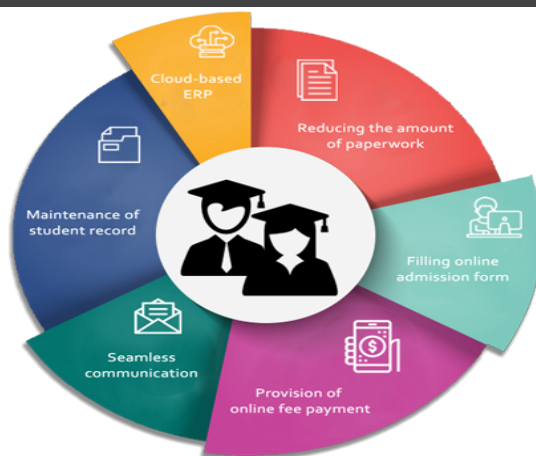 Cloud-based
ERP
Reducing the amount
of paperwork
Filling online
admission form
Provision of
online fee payment
Seamless
communication
Maintenance of
student record
$